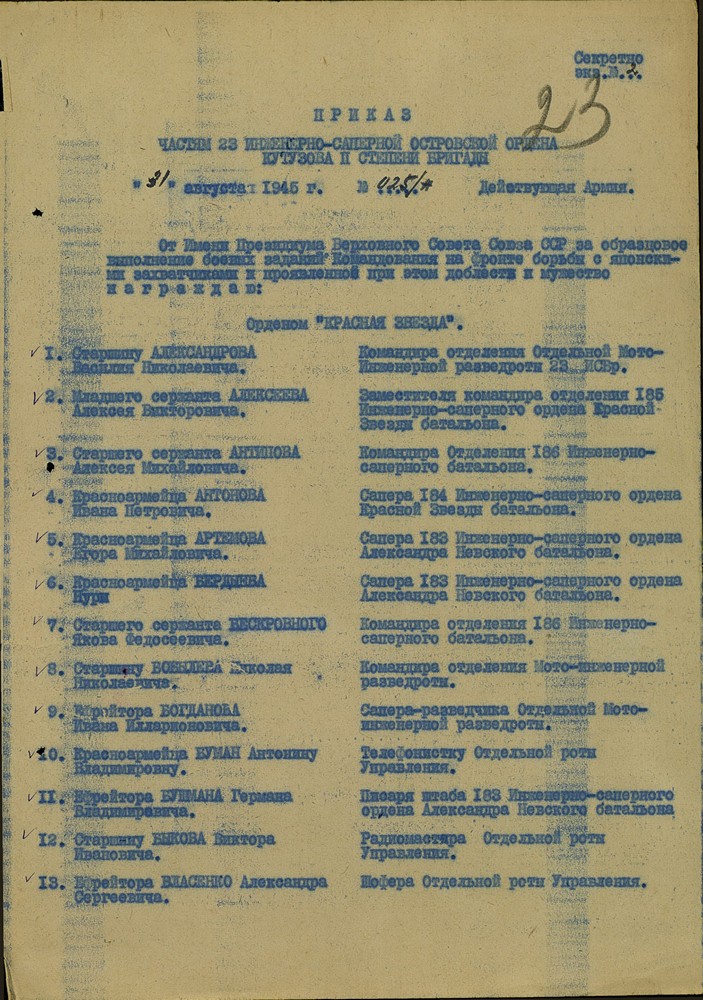 Секретно
экз.№.2.
23
ПРИКАЗ
ЧАСТЯМ 23 ИНЖЕНЕРНО-САПЕРНОЙ ОСТРОВСКОЙ ОРДЕНА
КУТУЗОВА II СТЕПЕНИ БРИГАДЫ
"31" августа 1945 г. № 025/н Действующая Армия.
От Имени Президиума Верховного Совета Союза ССР за образцовое
выполнение боевых заданий Командования на фронте борьбы с японски-
ми захватчиками и проявленной при этом доблести и мужество
н а г р а ж д а ю:
Орденом "КРАСНАЯ ЗВЕЗДА".
1. Старшину АЛЕКСАНДРОВА Командира отделения Отдельной Мото-
Василия Николаевича. Инженерной разведроты 23 ИСБр.
2. Младшего сержанта АЛЕКСЕЕВА Заместителя командира отделения 185
Алексея Викторовича. Инженерно-саперного ордена Красной
Звезды батальона.
3. Старшего сержанта АНТИПОВА Командира Отделения 186 Инженерно-
Алексея Михайловича. саперного батальона.
4. Красноармейца АНТОНОВА Сапера 184 Инженерно-саперного ордена
Ивана Петровича. Красной Звезды батальона.
5. Красноармейца АРТЕМОВА Сапера 183 Инженерно-саперного ордена
Егора Михайловича. Александра Невского батальона.
6. Красноармейца БЕРДЫЕВА Сапера 183 Инженерно-саперного ордена
Нури Александра Невского батальона.
7. Старшего сержанта БЕСКРОВНОГО Командира отделения 186 Инженерно-
Якова Федосеевича. саперного батальона.
8. Старшину БОБЫЛЕВА Николая Командира отделения Мото-инженерной
Николаевича. разведроты.
9. Ефрейтора БОГДАНОВА Сапера-разведчика Отдельной Мото-
Ивана Илларионовича. инженерной разведроты.
10. Красноармейца БУМАН Антонину Телефонистку Отдельной роты
Владимировну. Управления.
11. Ефрейтора БУШМАНА Германа Писаря штаба 183 Инженерно-саперного
Владимировича. ордена Александра Невского батальона
12. Старшину БЫКОВА Виктора Радиомастера Отдельной роты
Ивановича. Управления.
13. Ефрейтора ВЛАСЕНКО Александра Шофера Отдельной роты Управления.
Сергеевича.